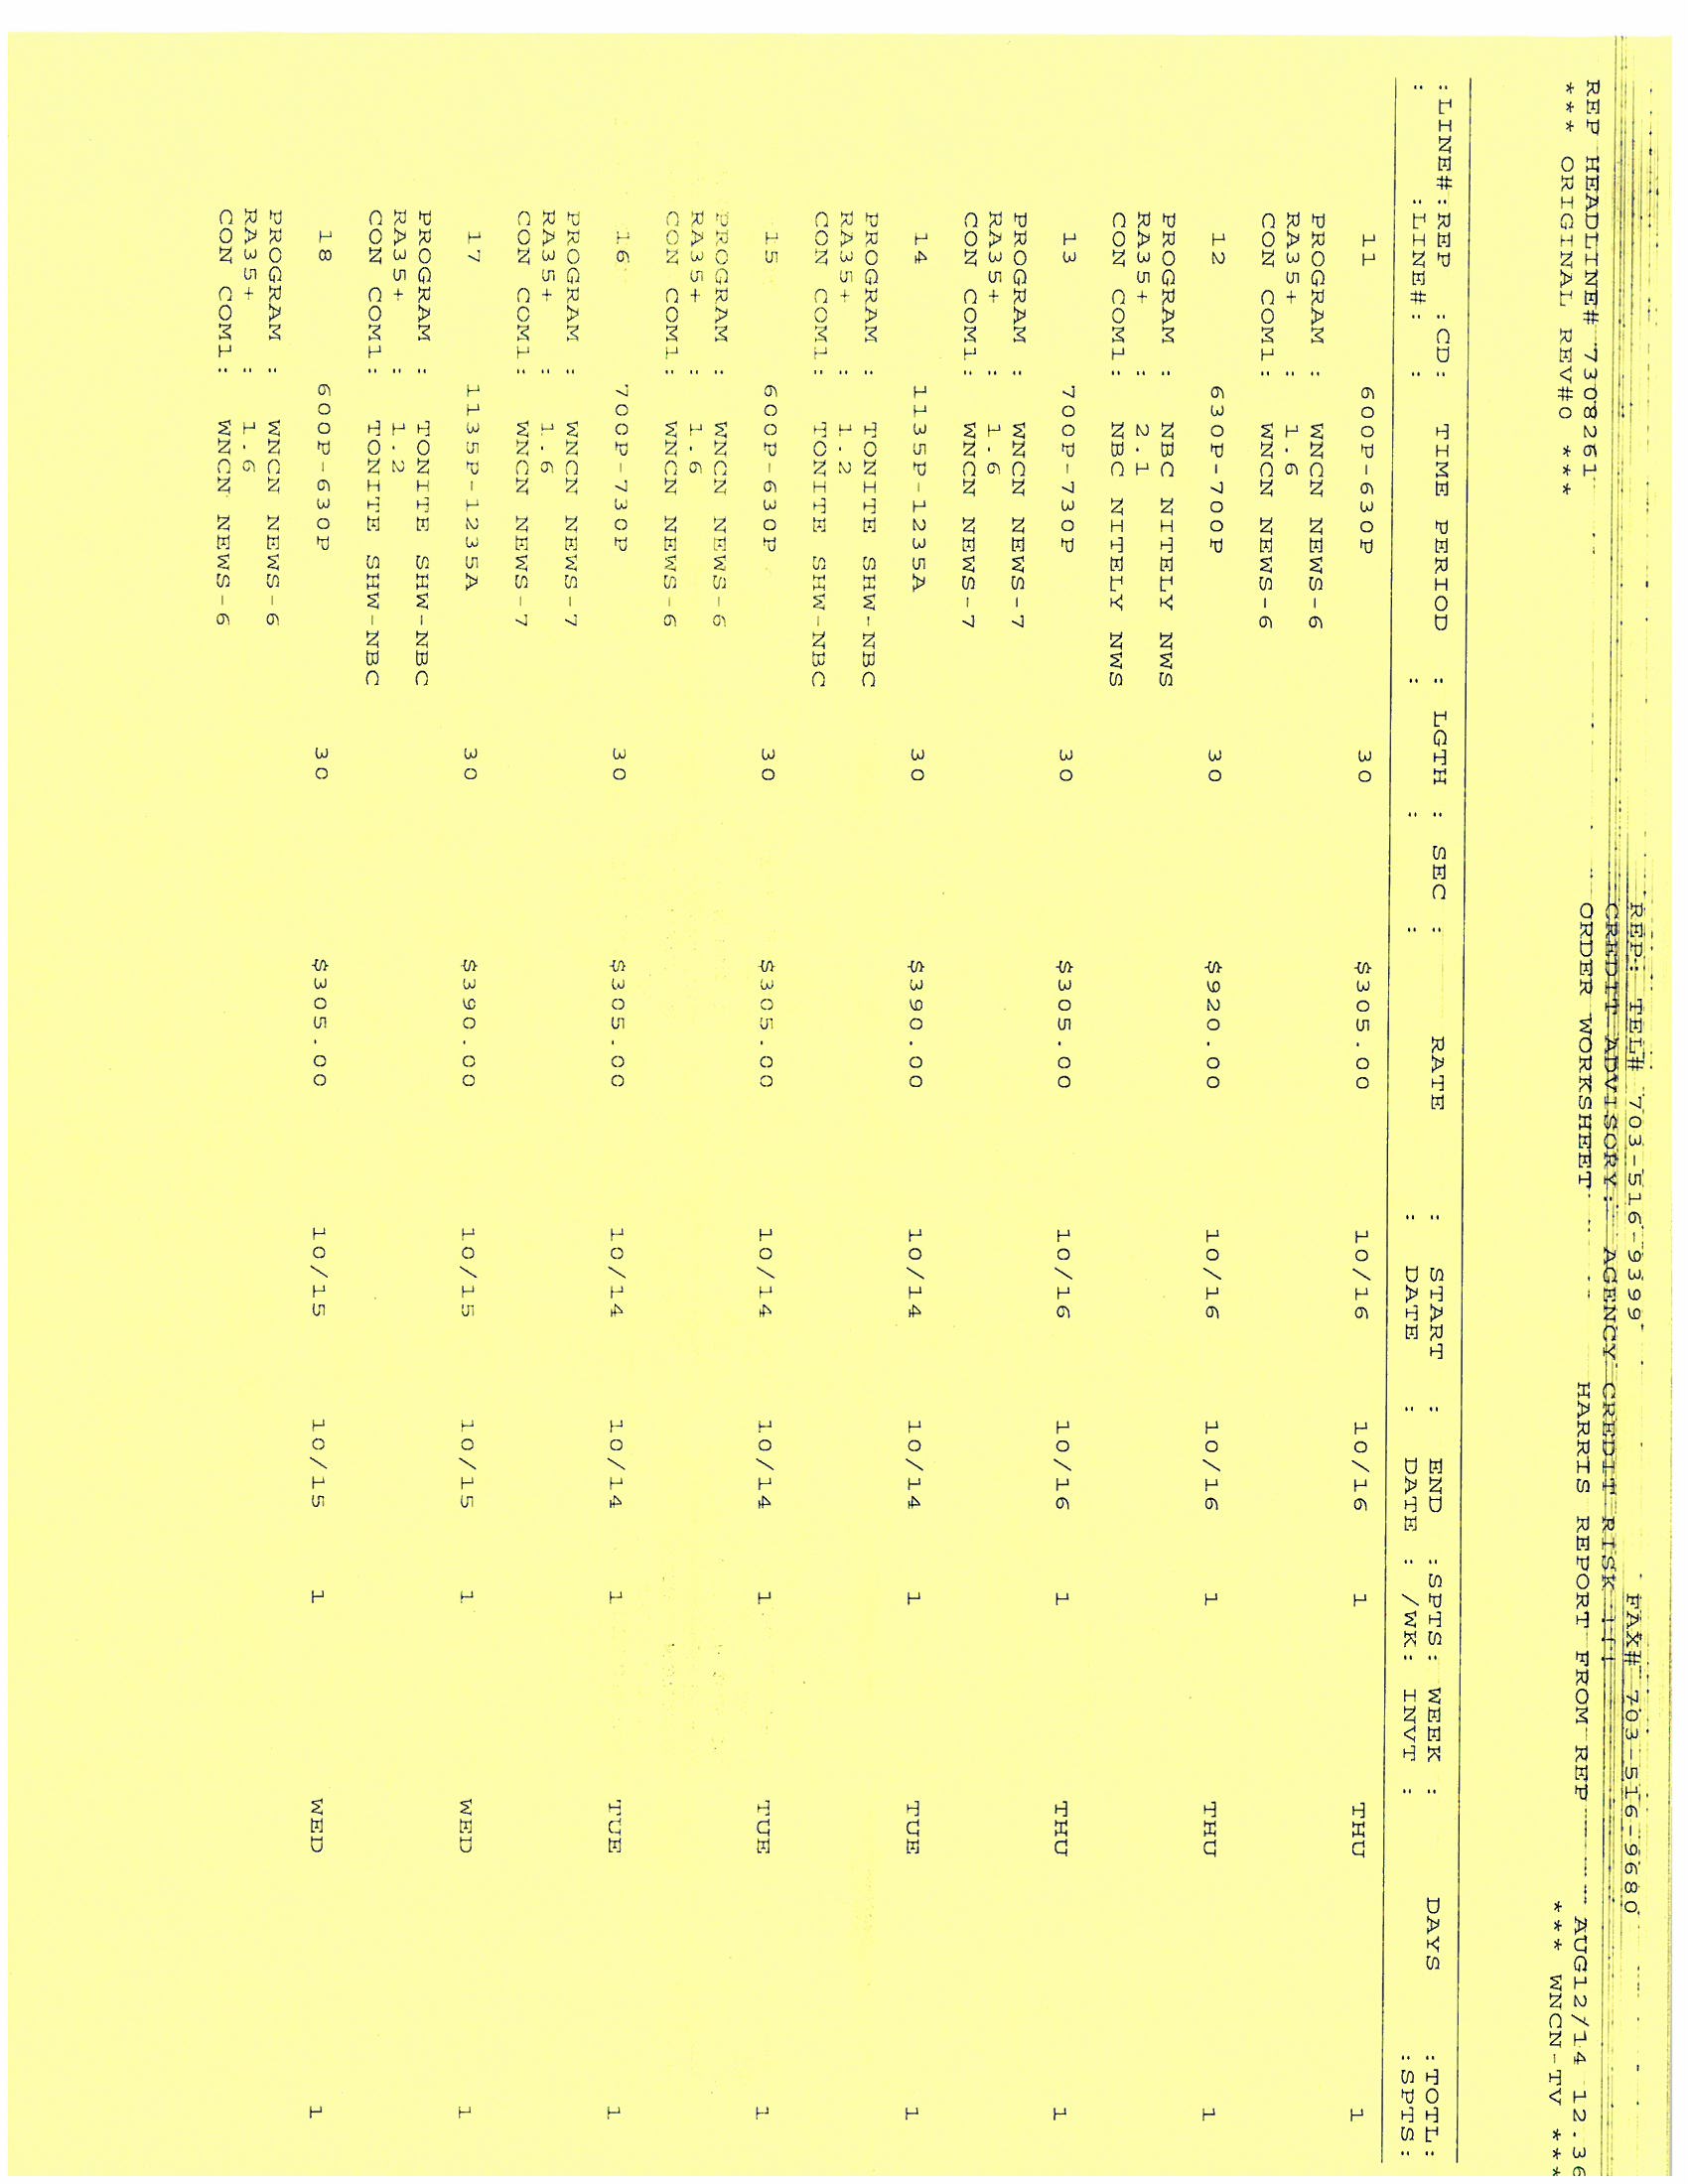 REP: TEL# 703-516-9399 FAX# 703-516-9680
CREDIT ADVISORY: AGENCY CREDIT RISK !!!
REP HEADLINE# 7308261 ORDER WORKSHEET HARRIS REPORT FROM REP AUG12/14 12.36
*** ORIGINAL REV#0 *** *** WNCN-TV ***
:LINE#:REP :CD: TIME PERIOD : LGTH : SEC : RATE : START : END :SPTS: WEEK : DAYS :TOTL:
: :LINE#: : : : : DATE : DATE : /WK: INVT : :SPTS:
11 600P-630P 30 $305.00 10/16 10/16 1 THU 1
PROGRAM : WNCN NEWS-6
RA35+ : 1.6
CON COM1: WNCN NEWS-6
12 630P-700P 30 $920.00 10/16 10/16 1 THU 1
PROGRAM : NBC NITELY NWS
RA35+ : 2.1
CON COM1: NBC NITELY NWS
13 700P-730P 30 $305.00 10/16 10/16 1 THU 1
PROGRAM : WNCN NEWS-7
RA35+ : 1.6
CON COM1: WNCN NEWS-7
14 1135P-1235A 30 $390.00 10/14 10/14 1 TUE 1
PROGRAM : TONITE SHW-NBC
RA35+ : 1.2
CON COM1: TONITE SHW-NBC
15 600P-630P 30 $305.00 10/14 10/14 1 TUE 1
PROGRAM : WNCN NEWS-6
RA35+ : 1.6
CON COM1: WNCN NEWS-6
16 700P-730P 30 $305.00 10/14 10/14 1 TUE 1
PROGRAM : WNCN NEWS-7
RA35+ : 1.6
CON COM1: WNCN NEWS-7
17 1135P-1235A 30 $390.00 10/15 10/15 1 WED 1
PROGRAM : TONITE SHW-NBC
RA35+ : 1.2
CON COM1: TONITE SHW-NBC
18 600P-630P 30 $305.00 10/15 10/15 1 WED 1
PROGRAM : WNCN NEWS-6
RA35+ : 1.6
CON COM1: WNCN NEWS-6